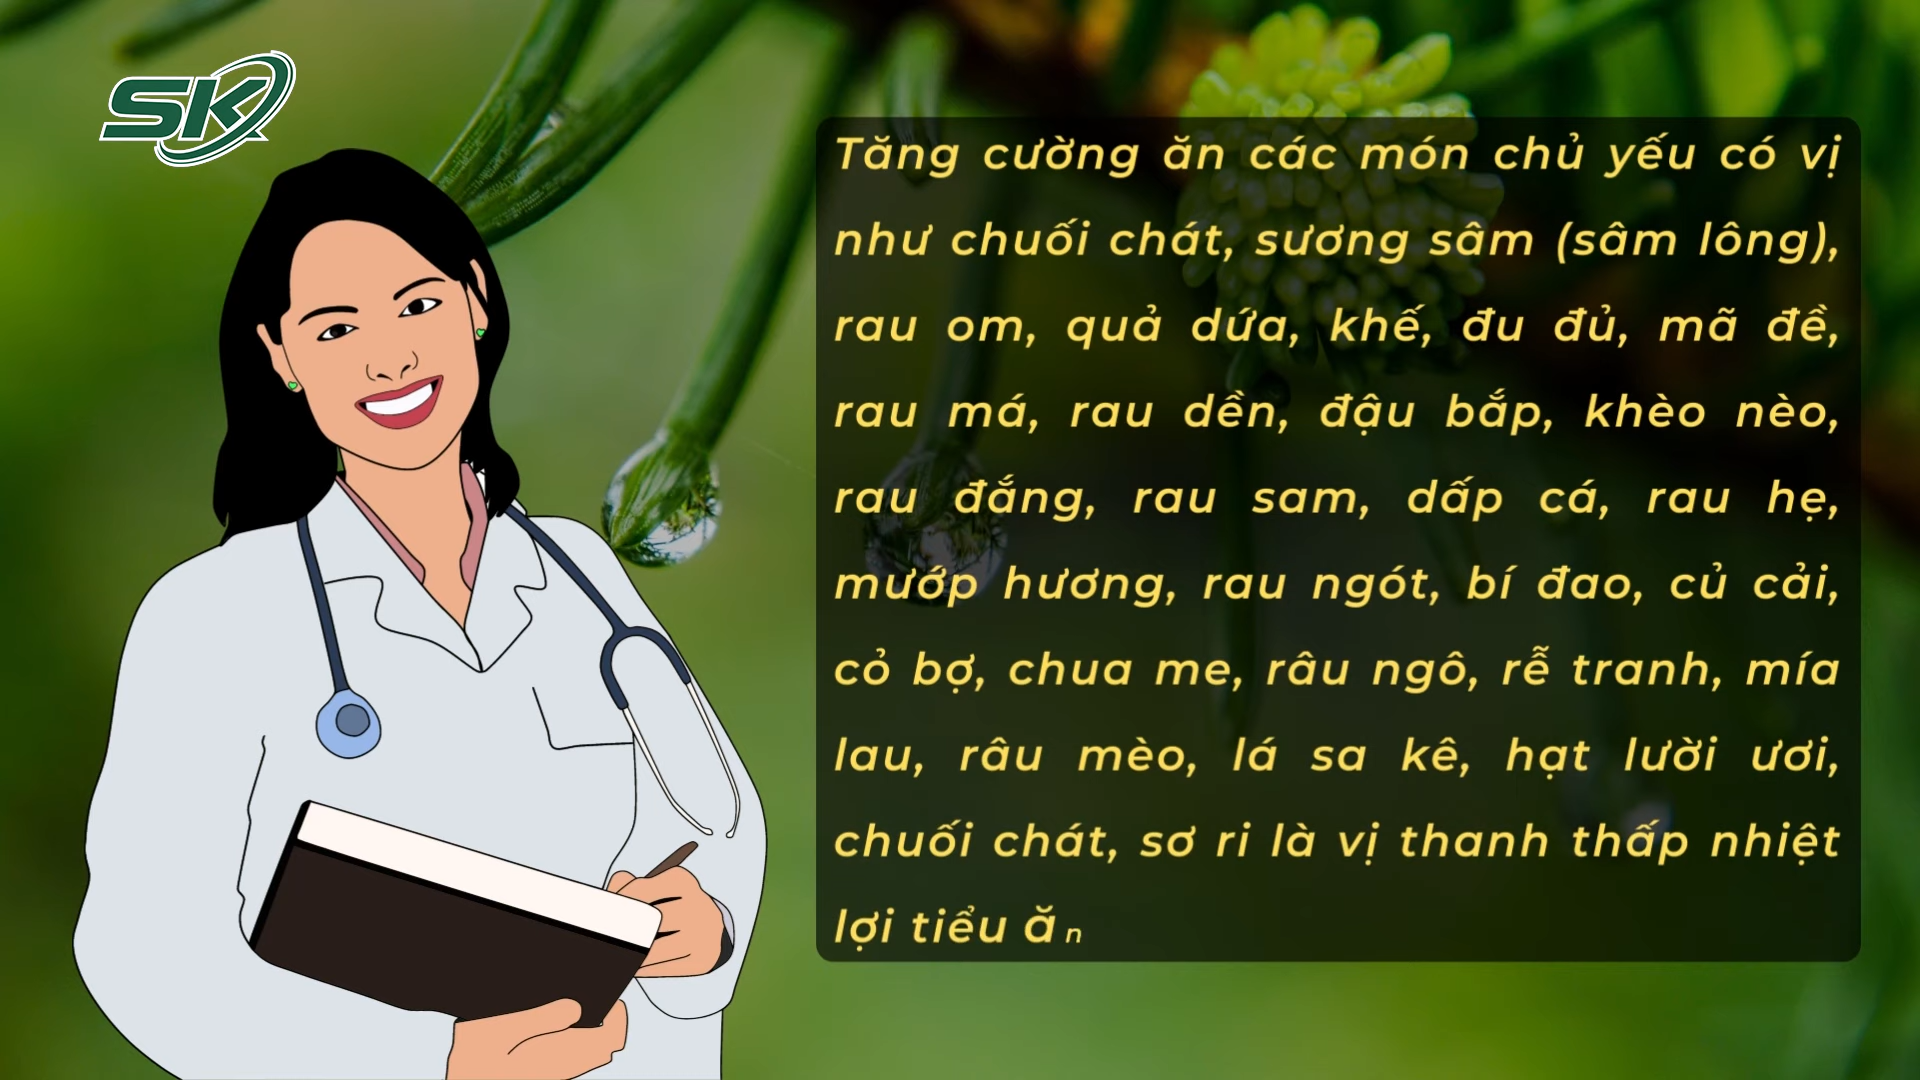 SK
Tăng cường ăn các món chủ yếu có vị
như chuối chát, sương sâm (sâm lông),
rau om, quả dứa, khế, đu đủ, mã đề,
rau má, rau dền, đậu bắp, khèo nèo,
rau đắng, rau sam, dấp cá, rau hẹ,
mướp hương, rau ngót, bí đao, củ cải,
cỏ bợ, chua me, râu ngô, rễ tranh, mía
lau, râu mèo, lá sa kê, hạt lười ươi,
chuối chát, sơ ri là vị thanh thấp nhiệt
lợi tiểu ăn